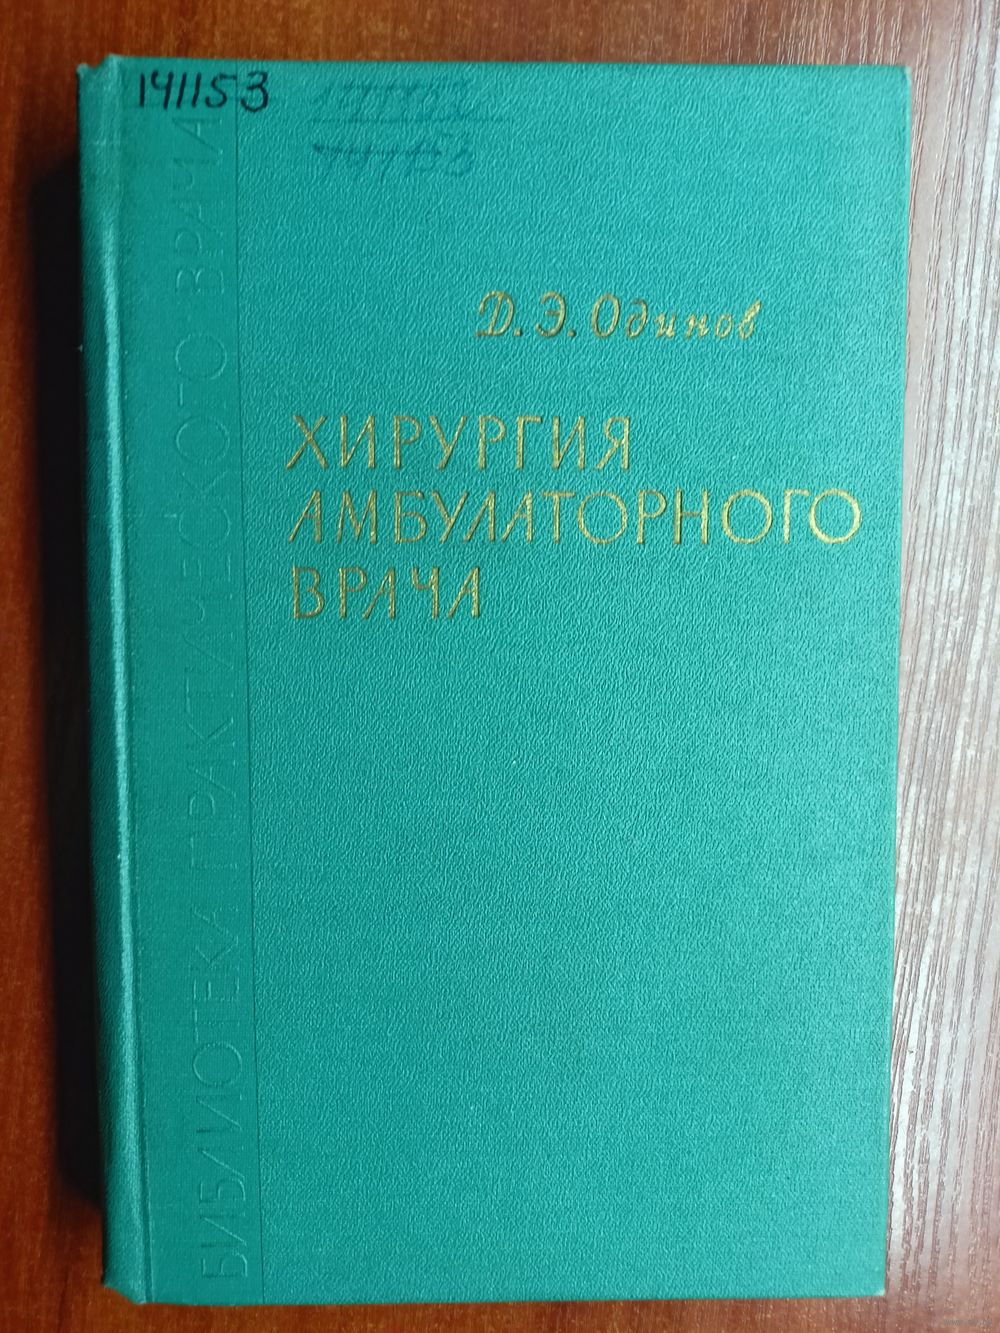 141153
Д. Э. Одинов
ХИРУРГИЯ
АМБУЛАТОРНОГО
ВРАЧА
БИБЛИОТЕКА ПРАКТИЧЕСКОГО ВРАЧА